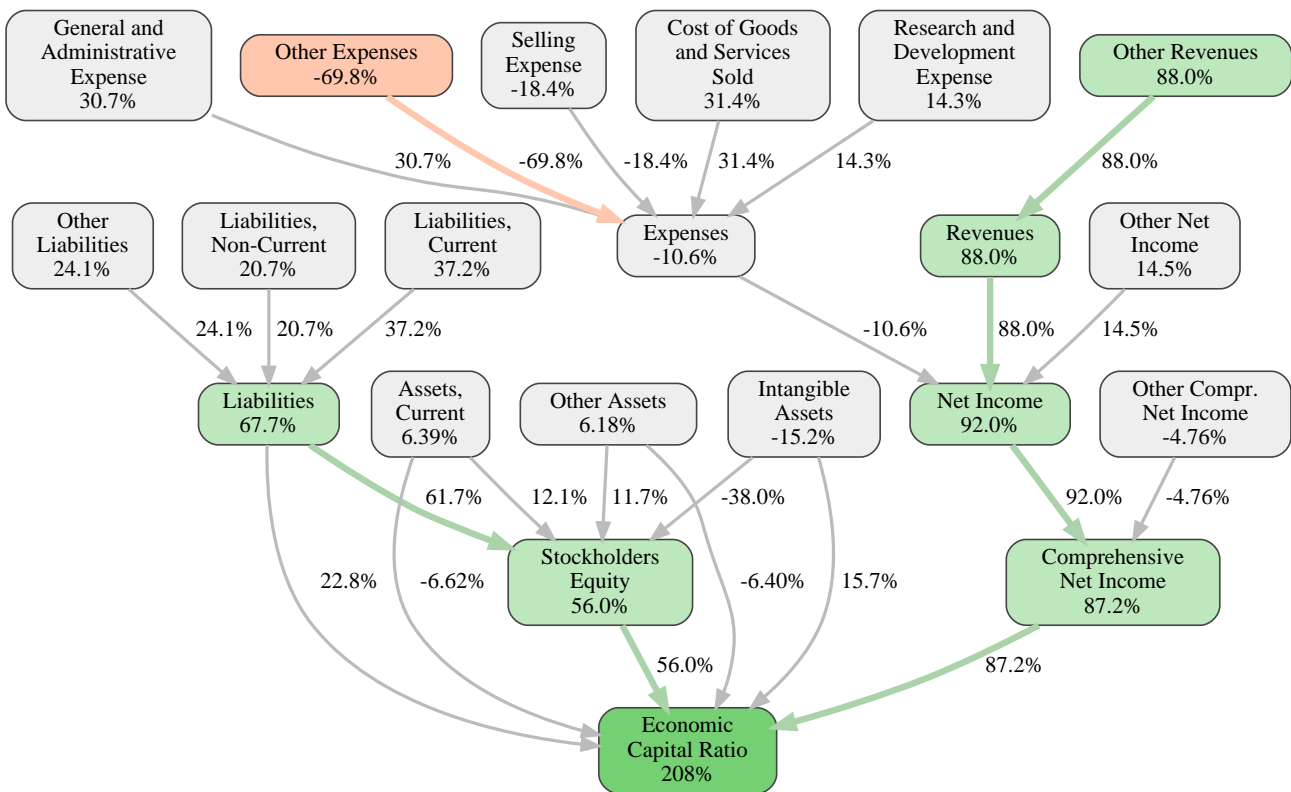 General and
Administrative
Expense
30.7%
Other Expenses
-69.8%
Selling
Expense
-18.4%
Cost of Goods
and Services
Sold
31.4%
Research and
Development
Expense
14.3%
Other Revenues
88.0%
30.7%
-69.8%
-18.4%
31.4%
14.3%
88.0%
Other
Liabilities
24.1%
Liabilities,
Non-Current
20.7%
Liabilities,
Current
37.2%
Expenses
-10.6%
Revenues
88.0%
Other Net
Income
14.5%
24.1%
20.7%
37.2%
-10.6%
88.0%
14.5%
Liabilities
67.7%
Assets,
Current
6.39%
Other Assets
6.18%
Intangible
Assets
-15.2%
Net Income
92.0%
Other Compr.
Net Income
-4.76%
61.7%
12.1%
11.7%
-38.0%
92.0%
-4.76%
22.8%
-6.62%
Stockholders
Equity
56.0%
-6.40%
15.7%
Comprehensive
Net Income
87.2%
56.0%
87.2%
Economic
Capital Ratio
208%